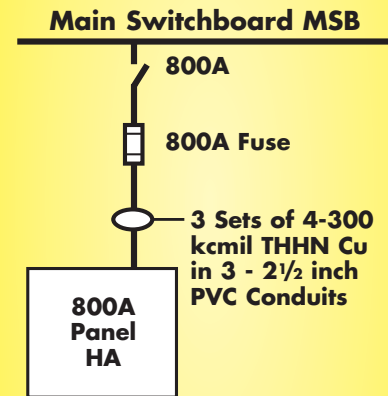 Main Switchboard MSB
800A
800A Fuse
3 Sets of 4-300
kcmil THHN Cu
in 3 - 2½ inch
PVC Conduits
800A
Panel
HA